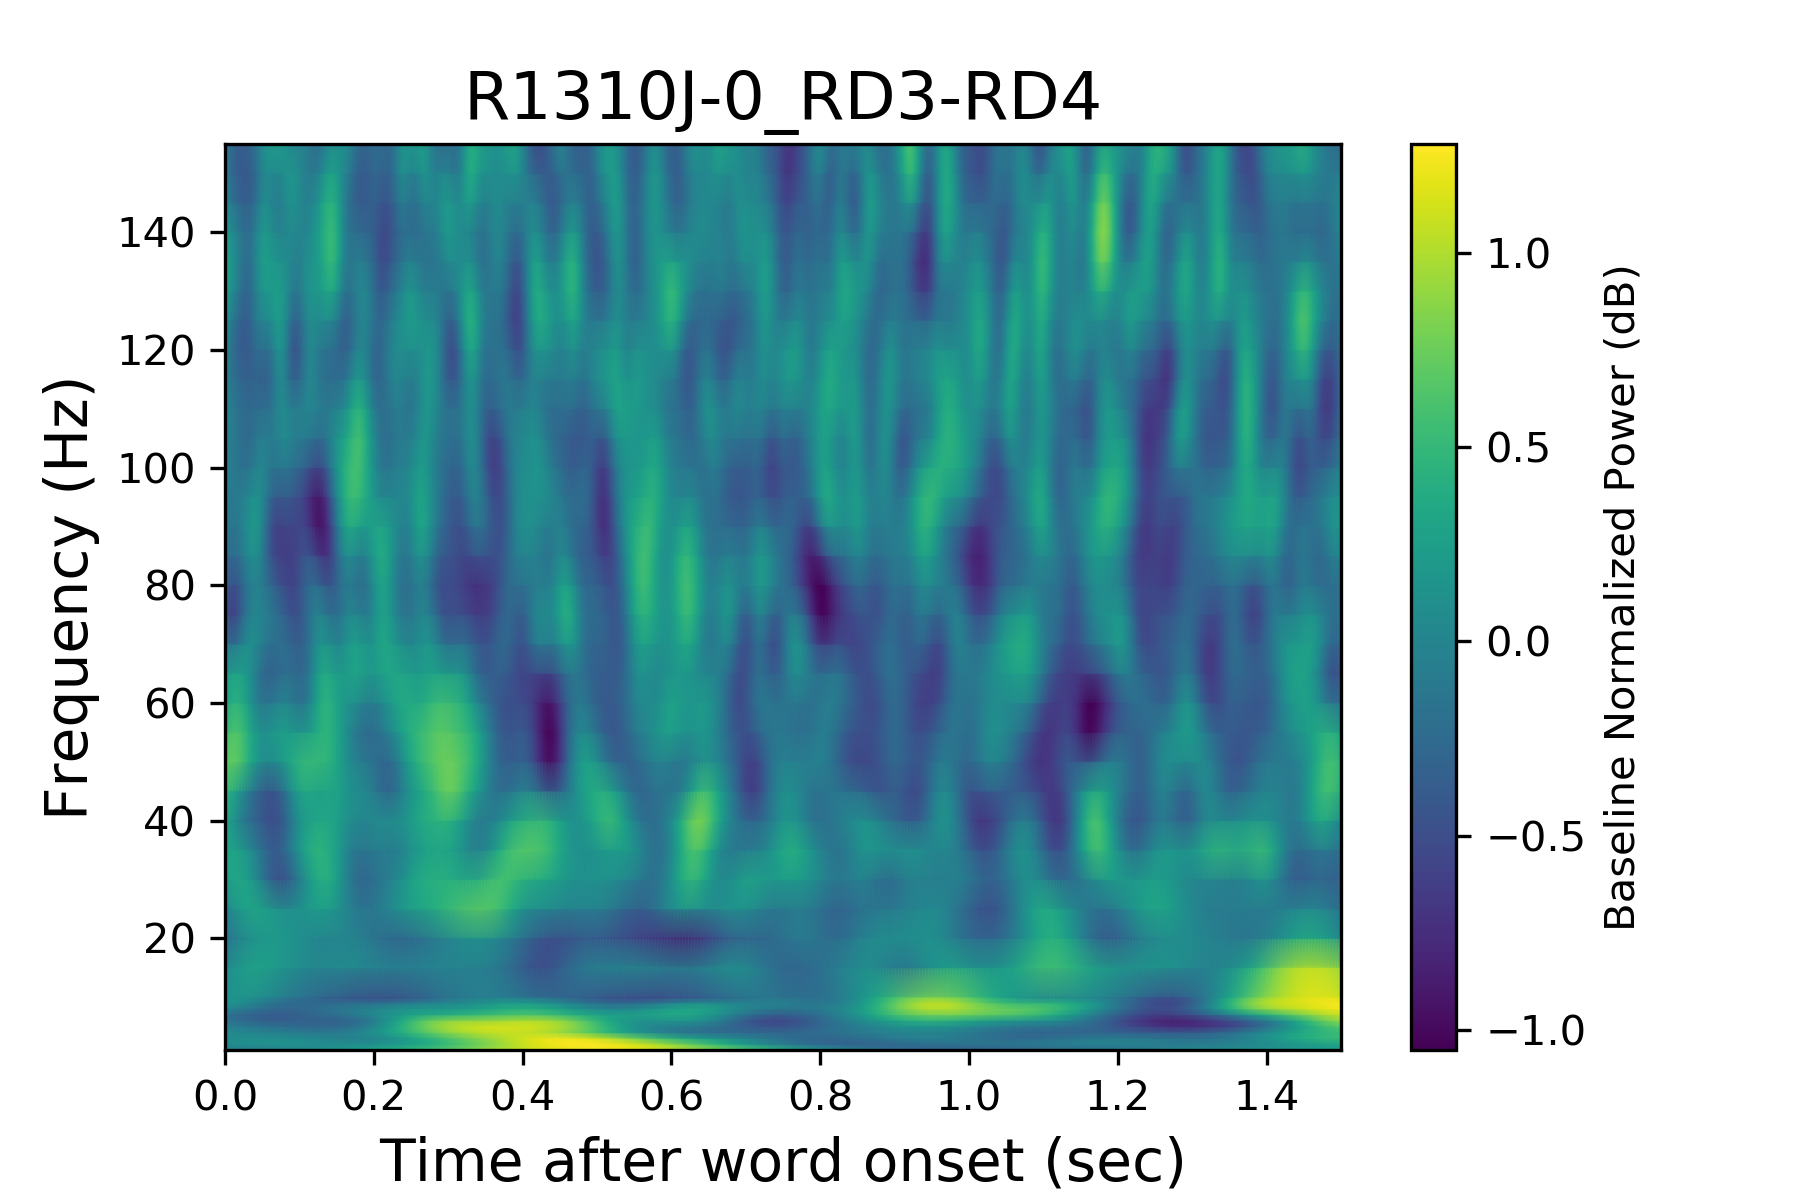 R1310J-0_RD3-RD4
Frequency (Hz)
140
120
100
80
60
40
20
0.0 0.2 0.4 0.6 0.8 1.0 1.2 1.4
Time after word onset (sec)
1.0
0.5
0.0
−0.5
−1.0
Baseline Normalized Power (dB)